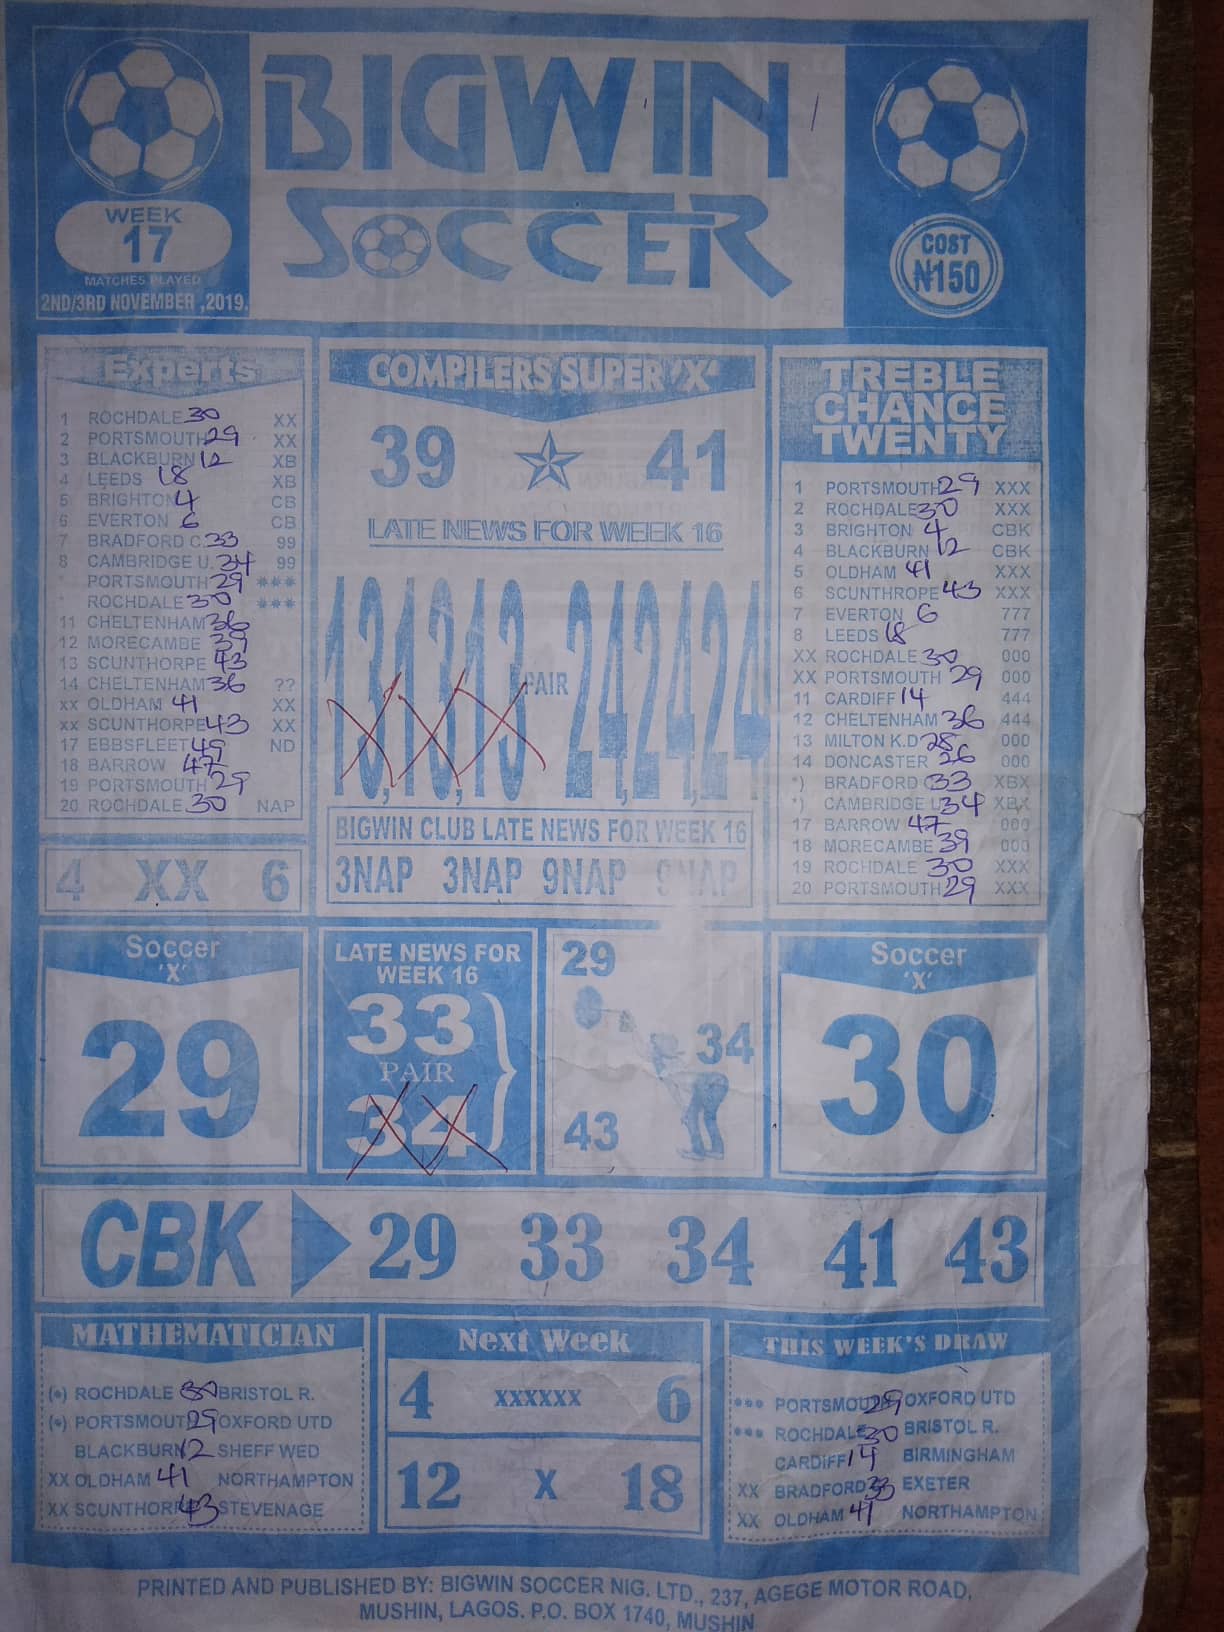 BIGWIN
SOCCER
WEEK
17
MATCHES PLAYED
2ND/3RD NOVEMBER ,2019.
COST
₦150
Experts
1 ROCHDALE 30 XX
2 PORTSMOUTH 29 XX
3 BLACKBURN 12 XB
4 LEEDS 18 XB
5 BRIGHTON 4 CB
6 EVERTON 6 CB
7 BRADFORD C. 33 99
8 CAMBRIDGE U. 34 99
* PORTSMOUTH 29 ***
* ROCHDALE 30 ***
11 CHELTENHAM 36
12 MORECAMBE 39
13 SCUNTHORPE 43
14 CHELTENHAM 36 ??
xx OLDHAM 41 XX
xx SCUNTHORPE 43 XX
17 EBBSFLEET 49 ND
18 BARROW 47
19 PORTSMOUTH 29
20 ROCHDALE 30 NAP
4 XX 6
COMPILERS SUPER 'X'
39 41
LATE NEWS FOR WEEK 16
13,13,13 PAIR 24,24,24
BIGWIN CLUB LATE NEWS FOR WEEK 16
3NAP 3NAP 9NAP 9NAP
TREBLE
CHANCE
TWENTY
1 PORTSMOUTH 29 XXX
2 ROCHDALE 30 XXX
3 BRIGHTON 4 CBK
4 BLACKBURN 12 CBK
5 OLDHAM 41 XXX
6 SCUNTHROPE 43 XXX
7 EVERTON 6 777
8 LEEDS 18 777
XX ROCHDALE 30 000
XX PORTSMOUTH 29 000
11 CARDIFF 14 444
12 CHELTENHAM 36 444
13 MILTON K.D 28 000
14 DONCASTER 26 000
*) BRADFORD 33 XBX
*) CAMBRIDGE U 34 XBX
17 BARROW 47 000
18 MORECAMBE 39 000
19 ROCHDALE 30 XXX
20 PORTSMOUTH 29 XXX
Soccer
'X'
29
LATE NEWS FOR
WEEK 16
33
PAIR
34
29
34
43
Soccer
'X'
30
CBK 29 33 34 41 43
MATHEMATICIAN
(•) ROCHDALE 30 BRISTOL R.
(•) PORTSMOUT 29 OXFORD UTD
BLACKBURN 12 SHEFF WED
XX OLDHAM 41 NORTHAMPTON
XX SCUNTHORP 43 STEVENAGE
Next Week
4 XXXXXX 6
12 X 18
THIS WEEK'S DRAW
••• PORTSMOUTH 29 OXFORD UTD
••• ROCHDALE 30 BRISTOL R.
CARDIFF 14 BIRMINGHAM
XX BRADFORD 33 EXETER
XX OLDHAM 41 NORTHAMPTON
PRINTED AND PUBLISHED BY: BIGWIN SOCCER NIG. LTD., 237, AGEGE MOTOR ROAD,
MUSHIN, LAGOS. P.O. BOX 1740, MUSHIN